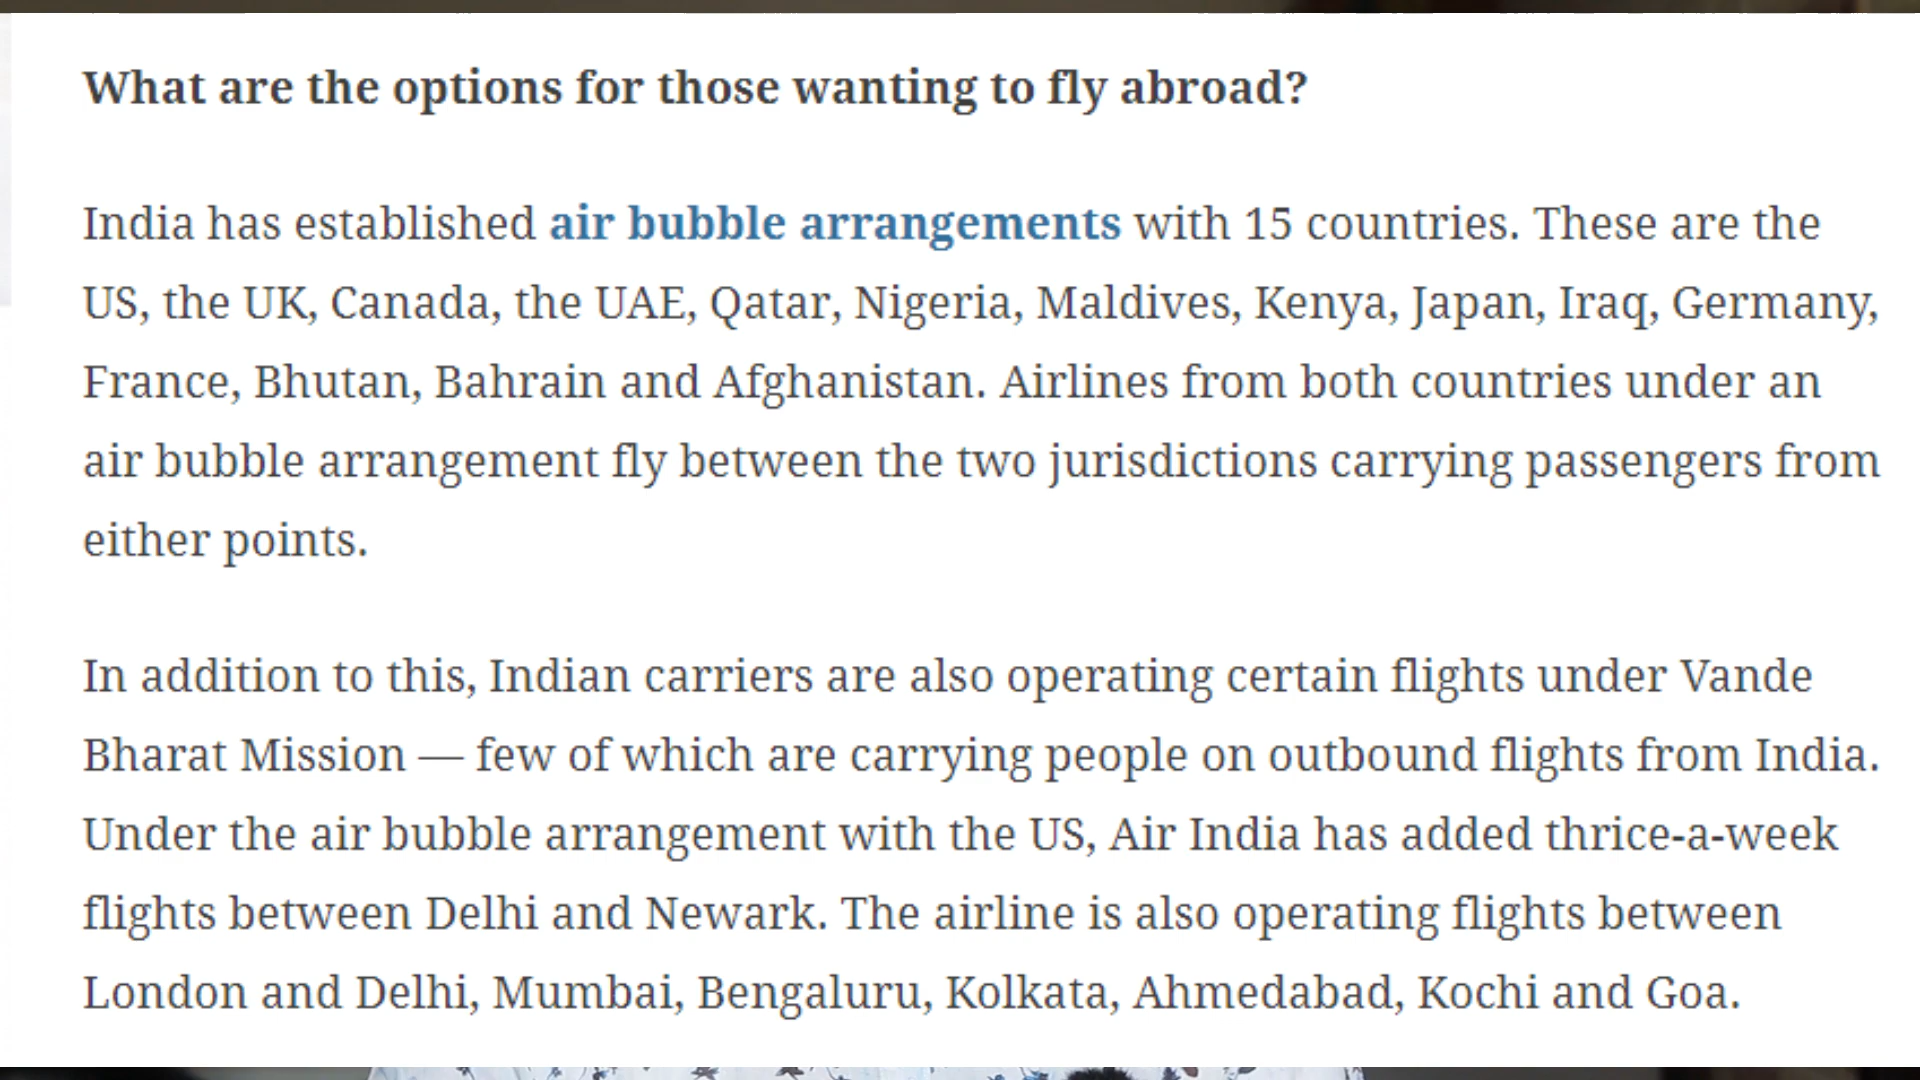 What are the options for those wanting to fly abroad?
India has established air bubble arrangements with 15 countries. These are the
US, the UK, Canada, the UAE, Qatar, Nigeria, Maldives, Kenya, Japan, Iraq, Germany,
France, Bhutan, Bahrain and Afghanistan. Airlines from both countries under an
air bubble arrangement fly between the two jurisdictions carrying passengers from
either points.
In addition to this, Indian carriers are also operating certain flights under Vande
Bharat Mission — few of which are carrying people on outbound flights from India.
Under the air bubble arrangement with the US, Air India has added thrice-a-week
flights between Delhi and Newark. The airline is also operating flights between
London and Delhi, Mumbai, Bengaluru, Kolkata, Ahmedabad, Kochi and Goa.